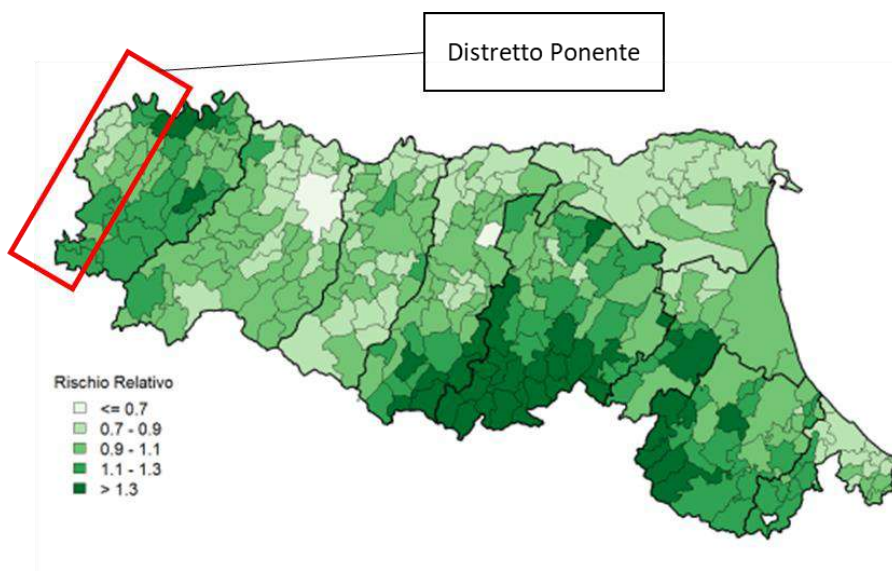 Distretto Ponente
Rischio Relativo
<= 0.7
0.7 - 0.9
0.9 - 1.1
1.1 - 1.3
> 1.3